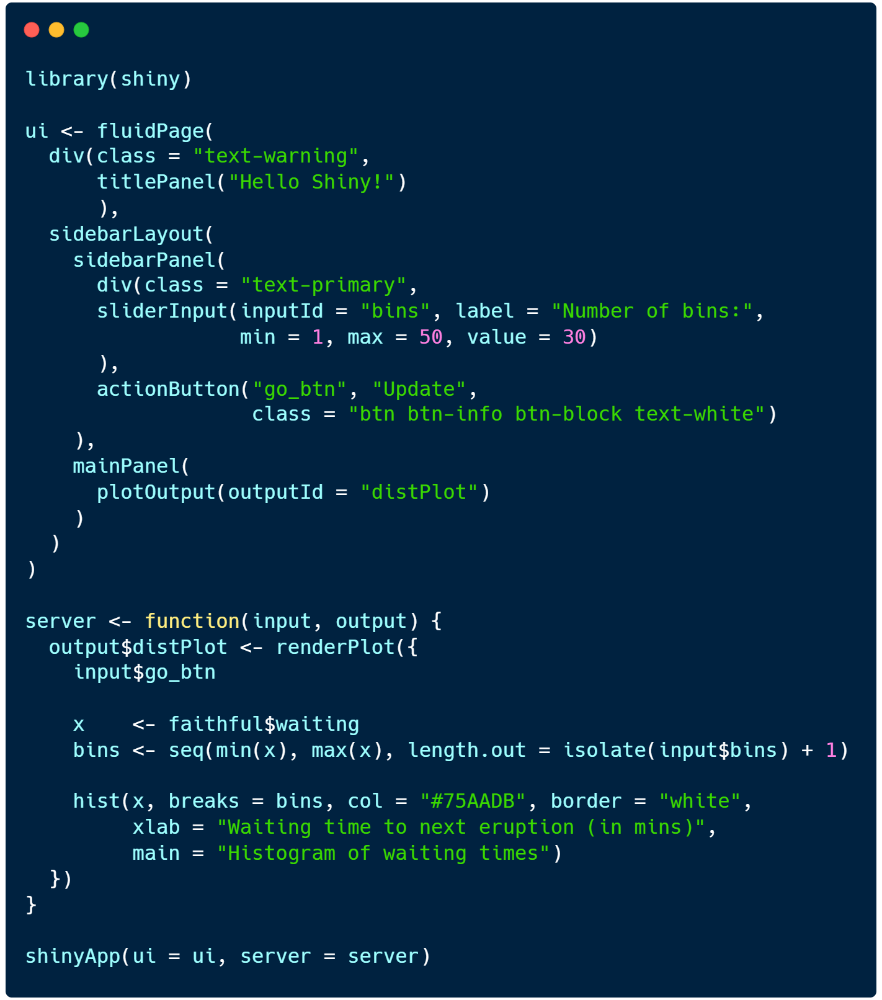 library(shiny)

ui <- fluidPage(
  div(class = "text-warning",
      titlePanel("Hello Shiny!")
      ),
  sidebarLayout(
    sidebarPanel(
      div(class = "text-primary",
      sliderInput(inputId = "bins", label = "Number of bins:",
                  min = 1, max = 50, value = 30)
      ),
      actionButton("go_btn", "Update",
                   class = "btn btn-info btn-block text-white")
    ),
    mainPanel(
      plotOutput(outputId = "distPlot")
    )
  )
)

server <- function(input, output) {
  output$distPlot <- renderPlot({
    input$go_btn

    x    <- faithful$waiting
    bins <- seq(min(x), max(x), length.out = isolate(input$bins) + 1)

    hist(x, breaks = bins, col = "#75AADB", border = "white",
         xlab = "Waiting time to next eruption (in mins)",
         main = "Histogram of waiting times")
  })
}

shinyApp(ui = ui, server = server)